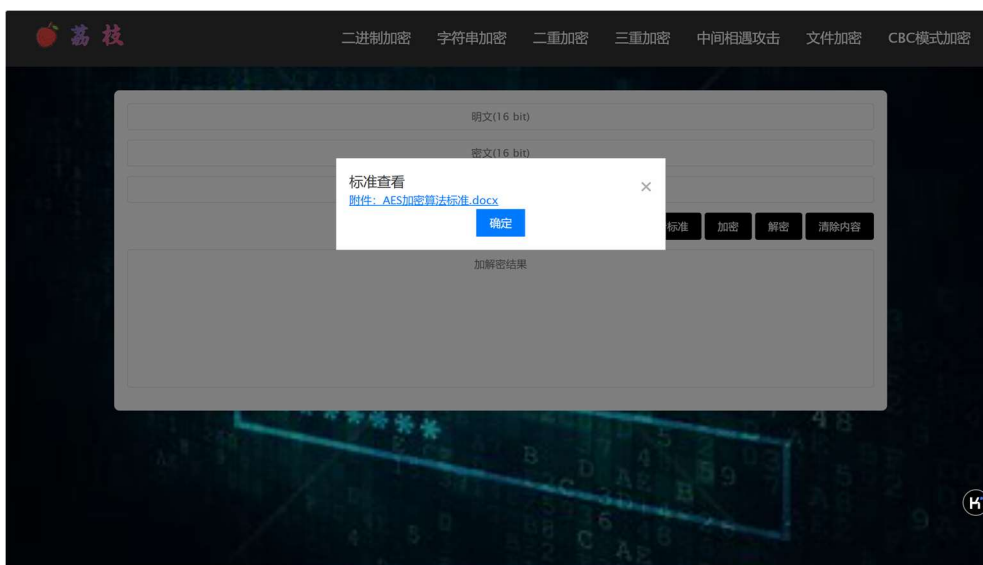 荔枝
二进制加密 字符串加密 二重加密 三重加密 中间相遇攻击 文件加密 CBC模式加密
明文(16 bit)
密文(16 bit)
标准查看 ×
附件：AES加密算法标准.docx
确定
标准 加密 解密 清除内容
加解密结果